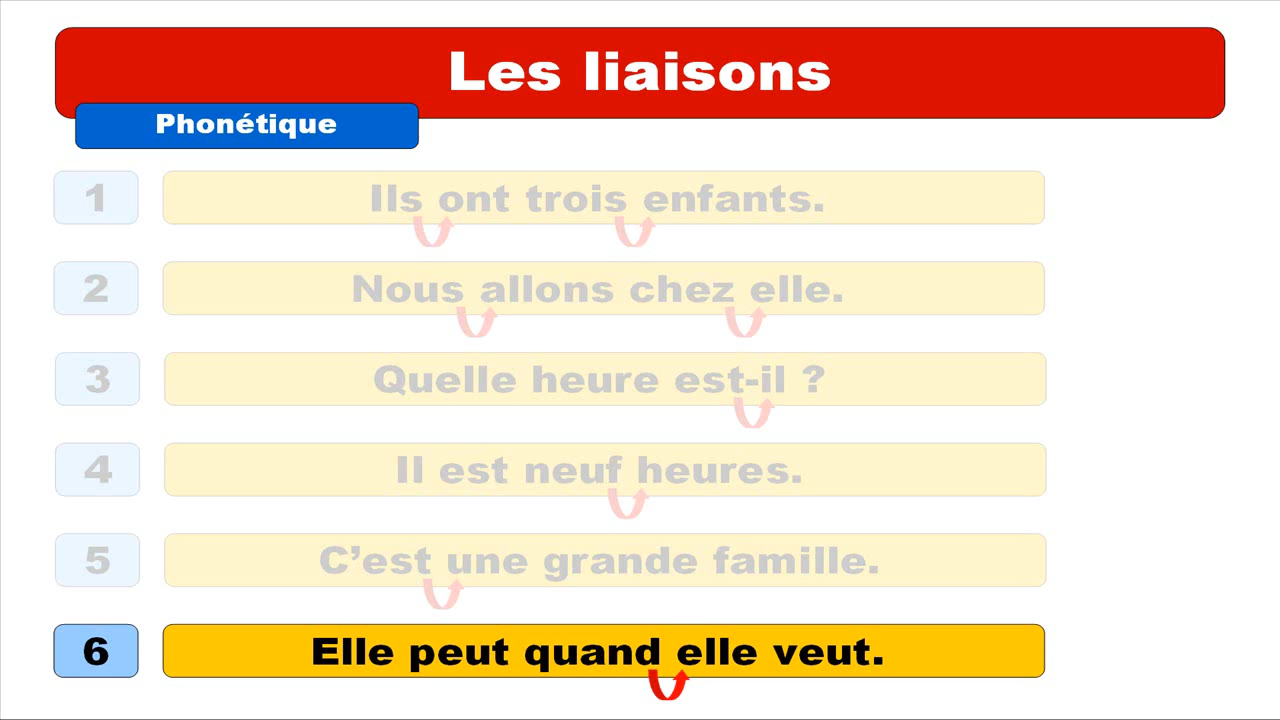 Les liaisons
Phonétique
1 Ils ont trois enfants.
2 Nous allons chez elle.
3 Quelle heure est-il ?
4 Il est neuf heures.
5 C’est une grande famille.
6 Elle peut quand elle veut.